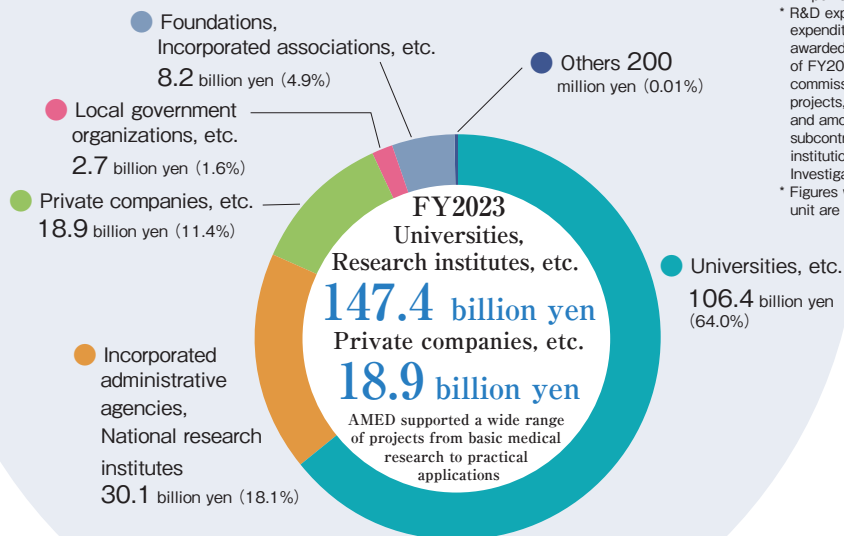 Foundations,
Incorporated associations, etc.
8.2 billion yen (4.9%)
Others 200
million yen (0.01%)
Local government
organizations, etc.
2.7 billion yen (1.6%)
Private companies, etc.
18.9 billion yen (11.4%)
Incorporated
administrative
agencies,
National research
institutes
30.1 billion yen (18.1%)
Universities, etc.
106.4 billion yen
(64.0%)
FY2023
Universities,
Research institutes, etc.
147.4 billion yen
Private companies, etc.
18.9 billion yen
AMED supported a wide range
of projects from basic medical
research to practical
applications
* R&D exp
expendit
awarded
of FY20
commiss
projects,
and amo
subcontr
institution
Investiga
* Figures
unit are